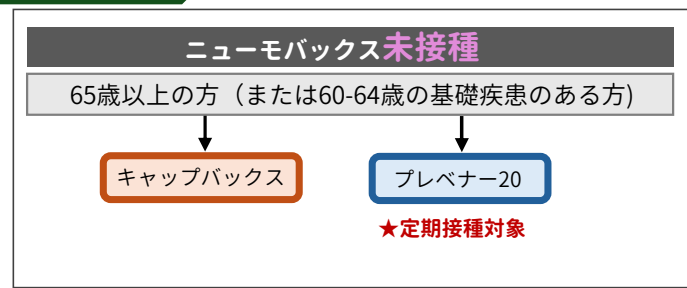 ニューモバックス未接種
65歳以上の方（または60-64歳の基礎疾患のある方)
キャップバックス
プレベナー20
★定期接種対象